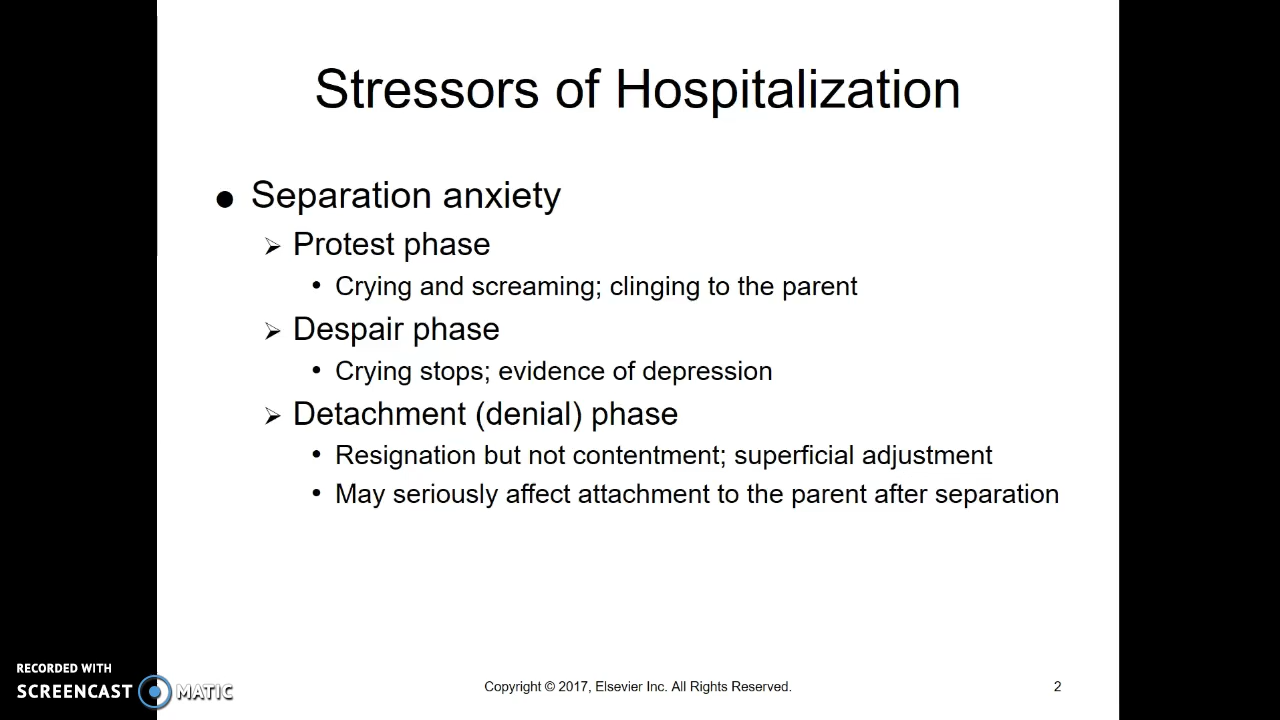 Stressors of Hospitalization
● Separation anxiety
➢ Protest phase
• Crying and screaming; clinging to the parent
➢ Despair phase
• Crying stops; evidence of depression
➢ Detachment (denial) phase
• Resignation but not contentment; superficial adjustment
• May seriously affect attachment to the parent after separation
RECORDED WITH
SCREENCAST MATIC
Copyright © 2017, Elsevier Inc. All Rights Reserved.
2